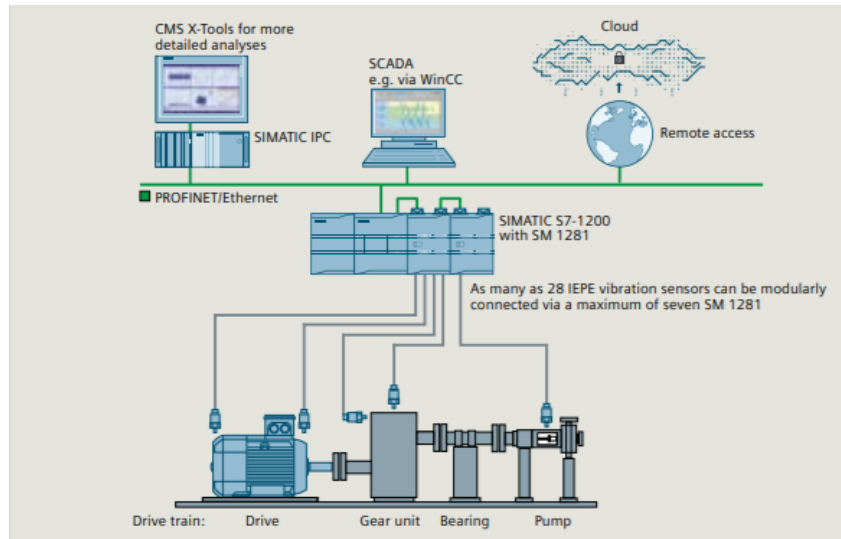 CMS X-Tools for more
detailed analyses
SCADA
e.g. via WinCC
Cloud
SIMATIC IPC
Remote access
PROFINET/Ethernet
SIMATIC S7-1200
with SM 1281
As many as 28 IEPE vibration sensors can be modularly
connected via a maximum of seven SM 1281
Drive train: Drive Gear unit Bearing Pump